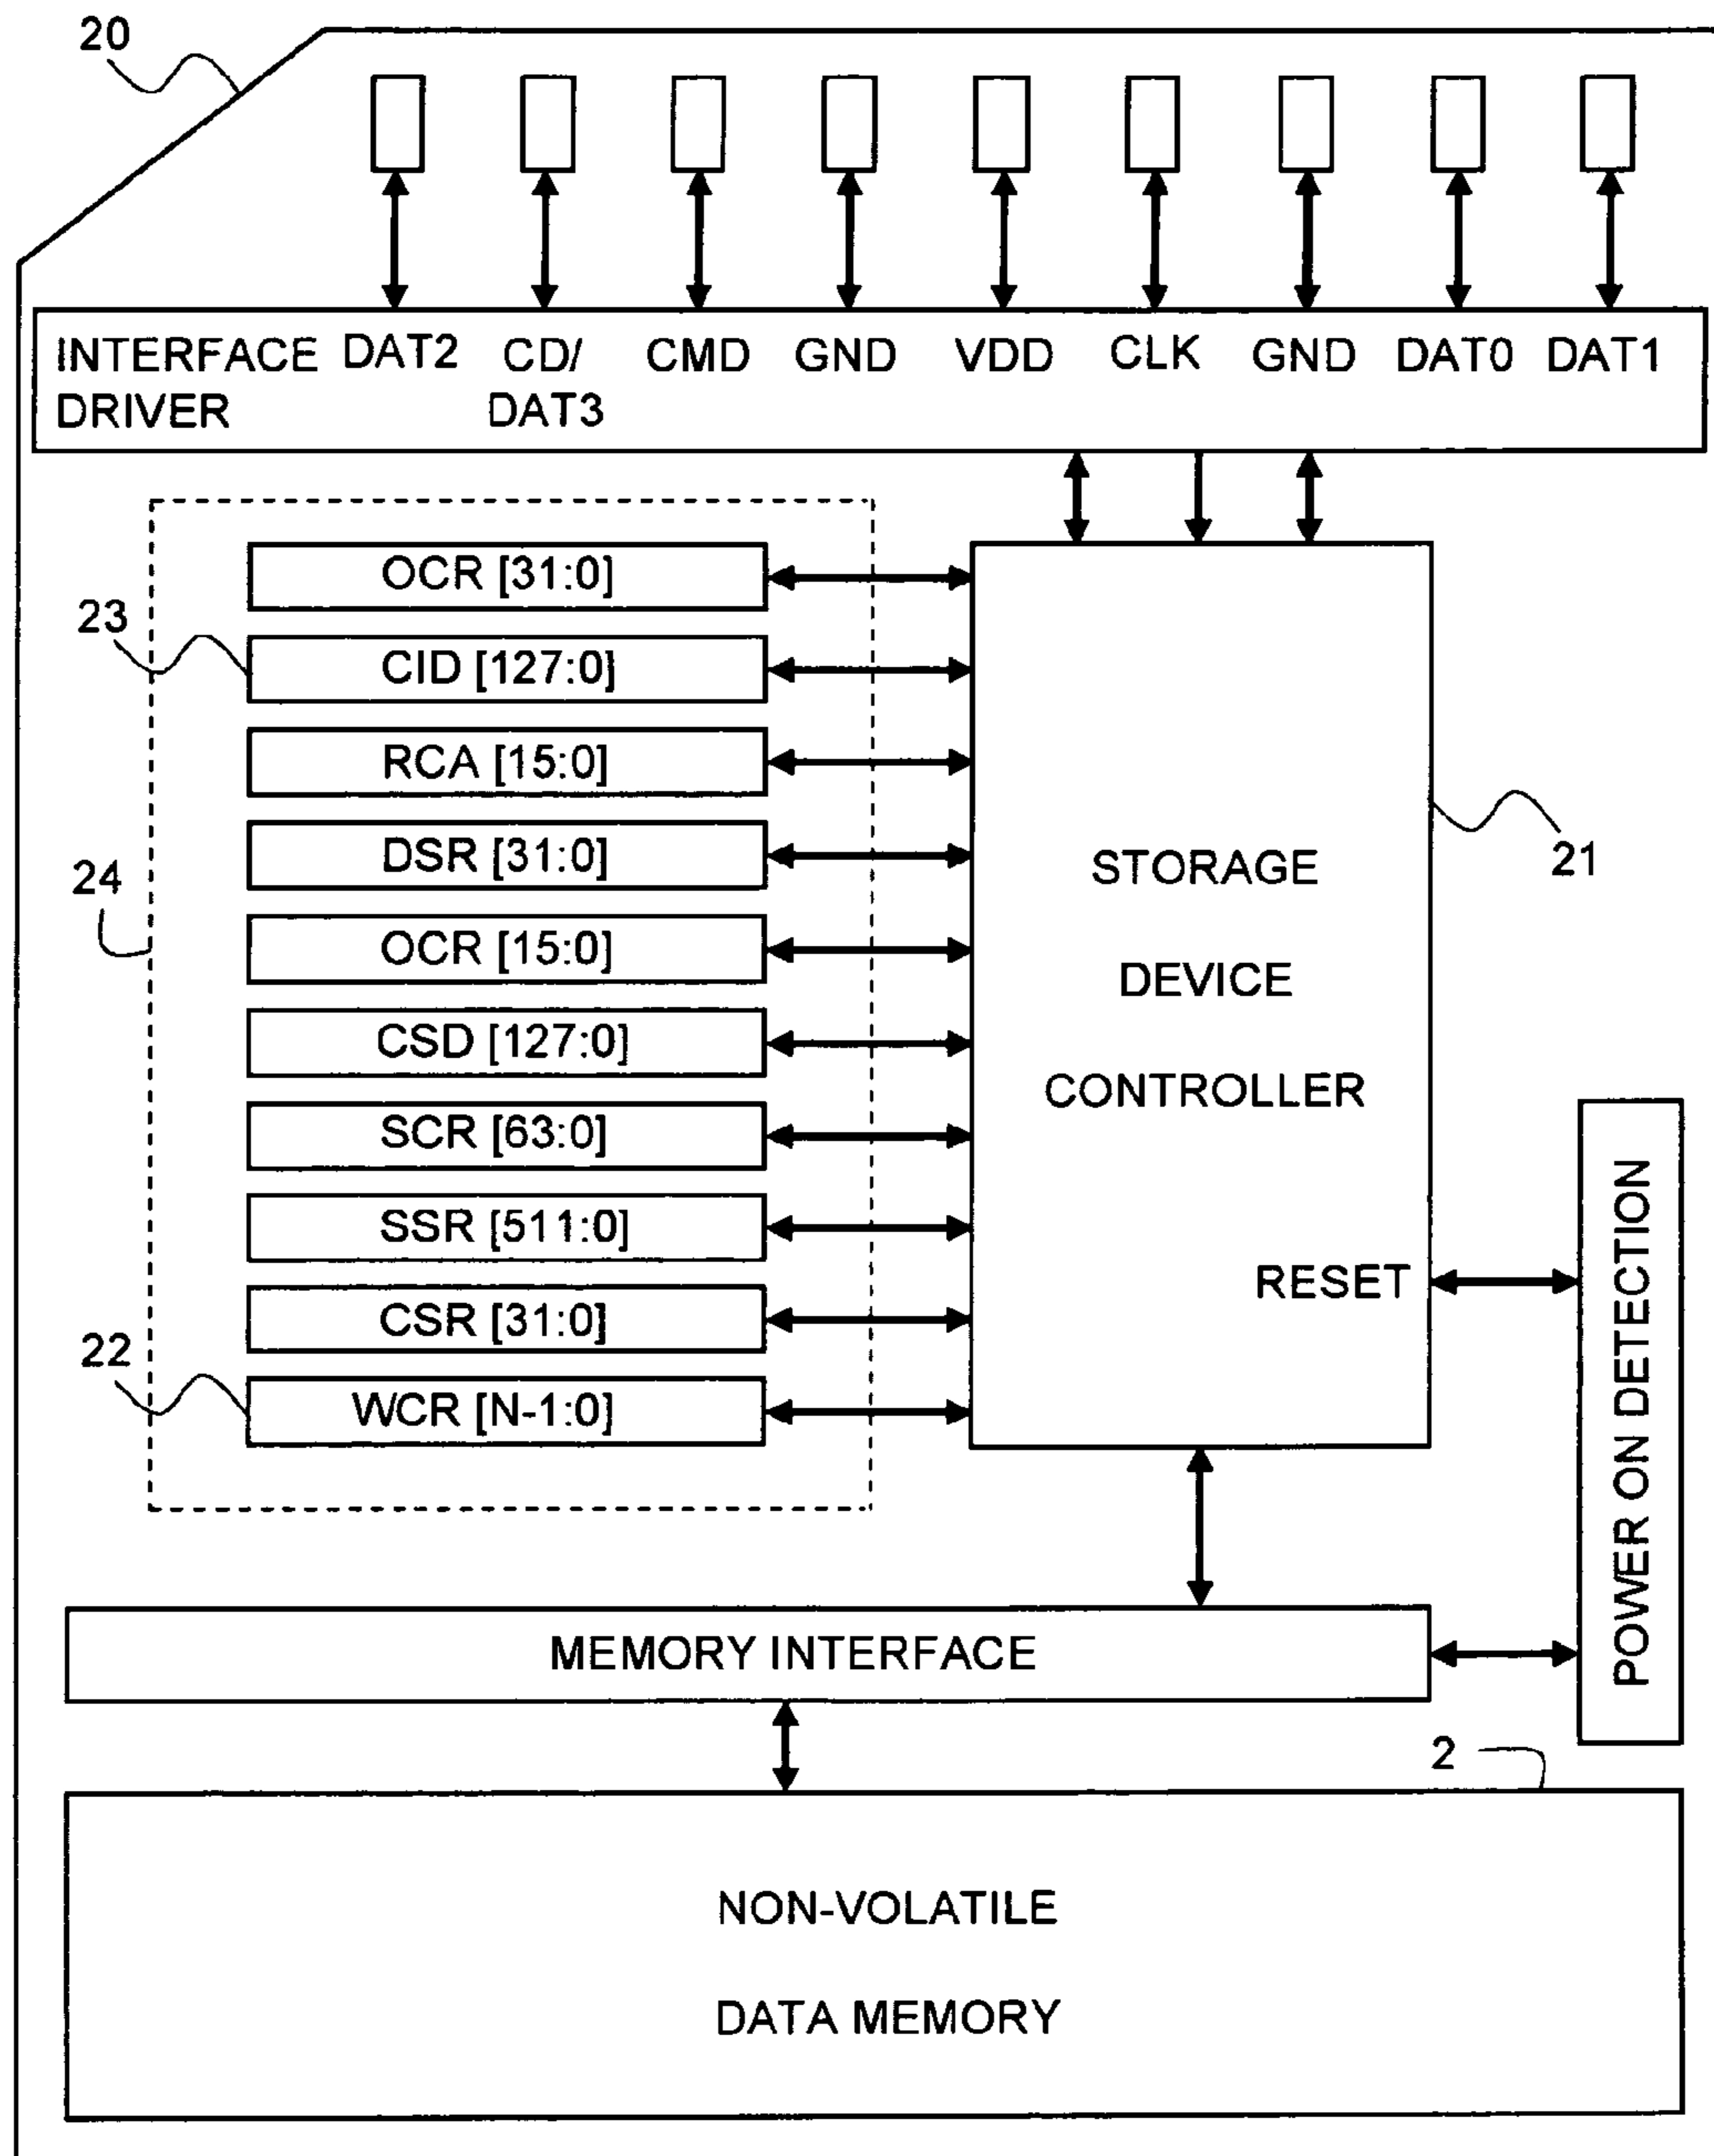 20
INTERFACE DRIVER
DAT2
CD/
DAT3
CMD
GND
VDD
CLK
GND
DAT0
DAT1
OCR [31:0]
23
CID [127:0]
RCA [15:0]
DSR [31:0]
24
OCR [15:0]
CSD [127:0]
SCR [63:0]
SSR [511:0]
CSR [31:0]
22
WCR [N-1:0]
STORAGE
DEVICE
CONTROLLER
21
RESET
POWER ON DETECTION
MEMORY INTERFACE
2
NON-VOLATILE
DATA MEMORY